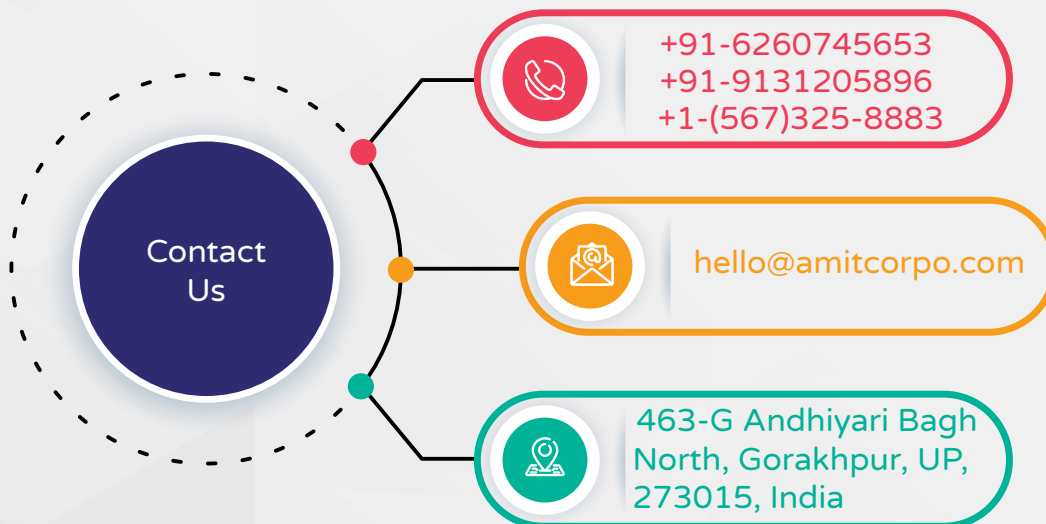 Contact
Us
+91-6260745653
+91-9131205896
+1-(567)325-8883
hello@amitcorpo.com
463-G Andhiyari Bagh
North, Gorakhpur, UP,
273015, India